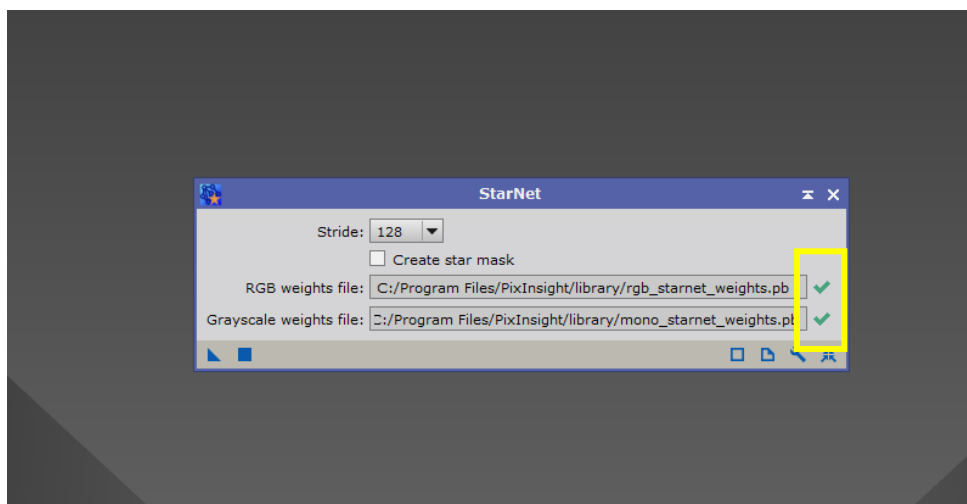 StarNet
Stride: 128
Create star mask
RGB weights file: C:/Program Files/PixInsight/library/rgb_starnet_weights.pb
Grayscale weights file: C:/Program Files/PixInsight/library/mono_starnet_weights.pb